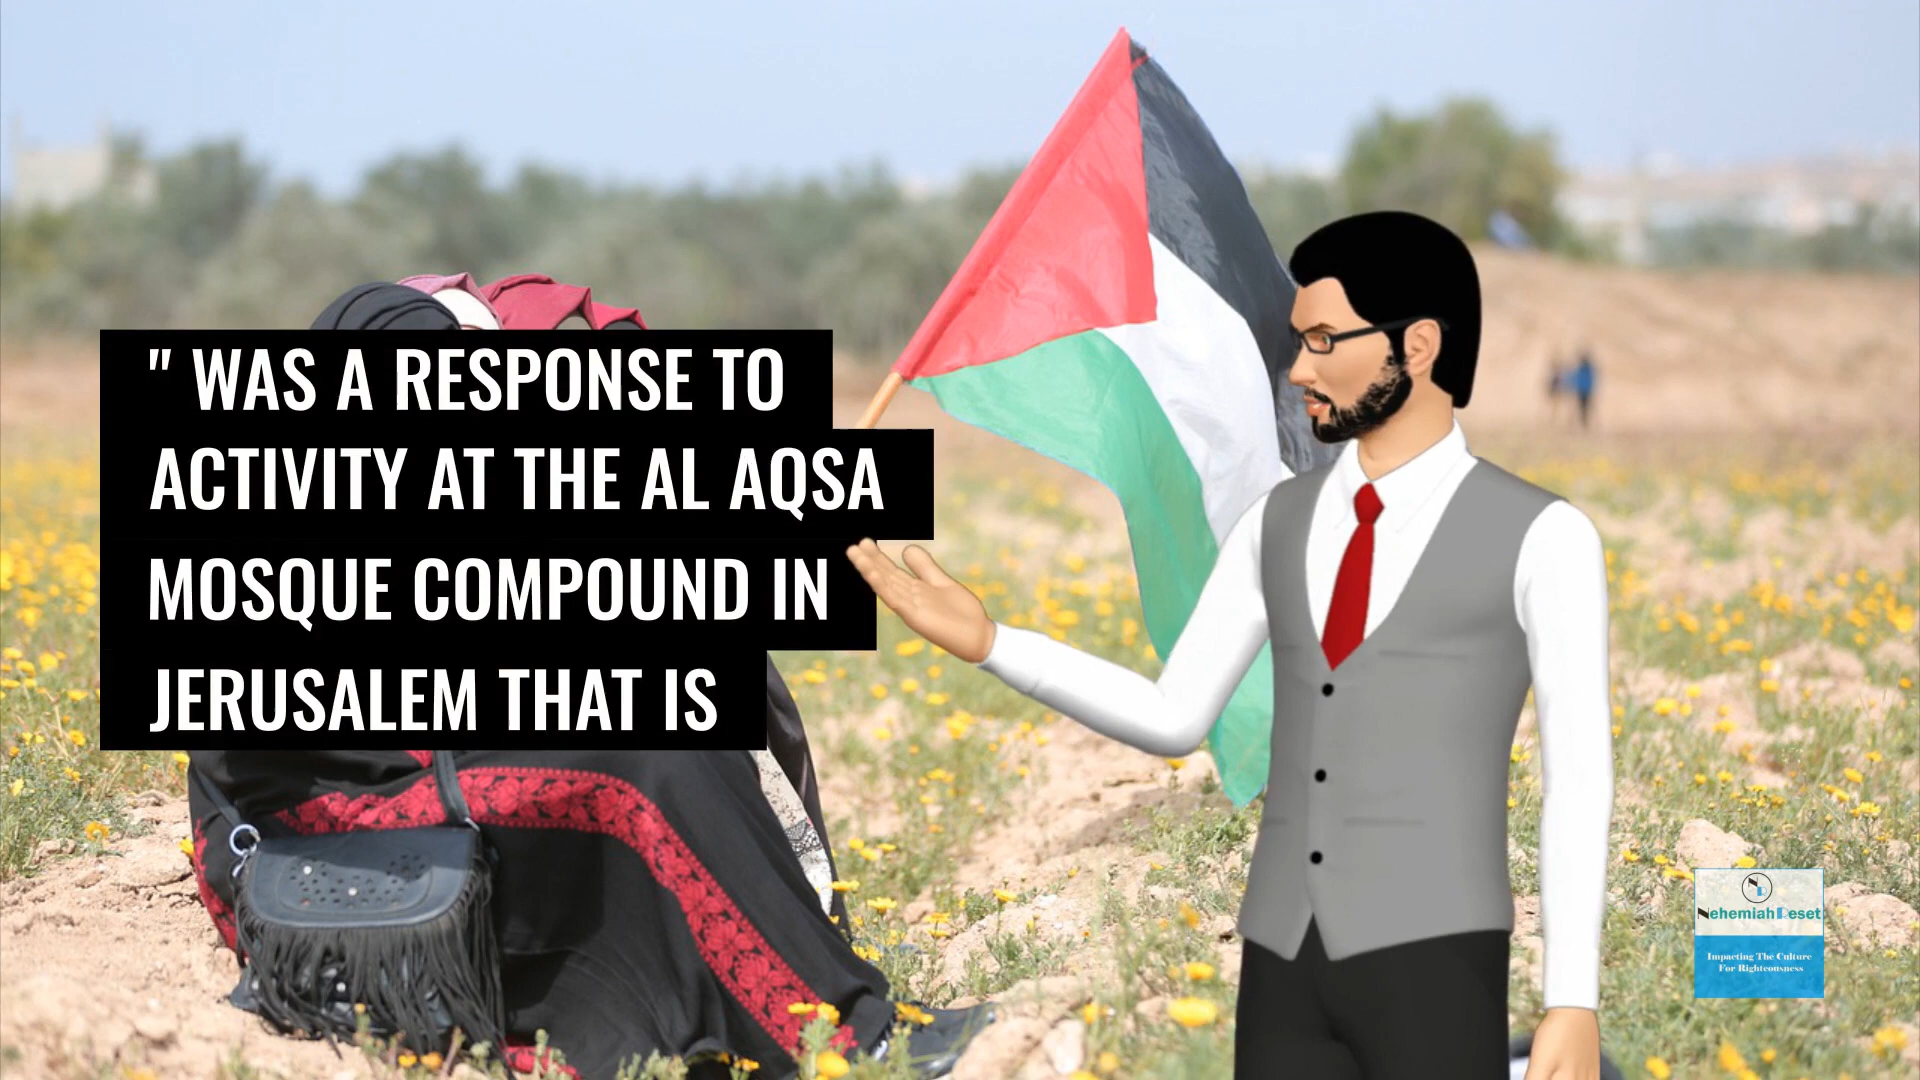 " WAS A RESPONSE TO
ACTIVITY AT THE AL AQSA
MOSQUE COMPOUND IN
JERUSALEM THAT IS
NR
NehemiahReset
Impacting The Culture
For Righteousness